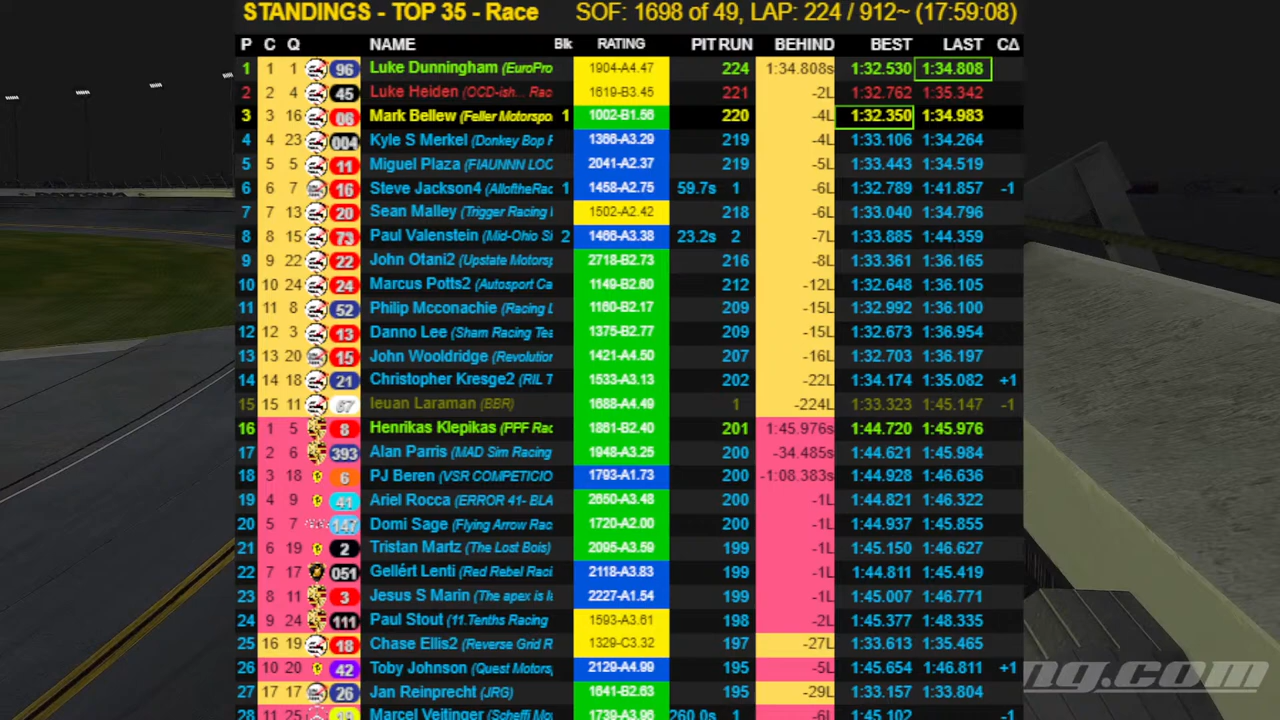 STANDINGS - TOP 35 - Race SOF: 1698 of 49, LAP: 224 / 912~ (17:59:08)
P C Q NAME Blk RATING PIT RUN BEHIND BEST LAST CΔ
1 1 1 96 Luke Dunningham (EuroPro 1904-A4.47 224 1:34.808s 1:32.530 1:34.808
2 2 4 45 Luke Heiden (OCD-ish... Rac 1619-B3.45 221 -2L 1:32.762 1:35.342
3 3 16 06 Mark Bellew (Feller Motorspo 1 1002-B1.56 220 -4L 1:32.350 1:34.983
4 4 23 004 Kyle S Merkel (Donkey Bop F 1366-A3.29 219 -4L 1:33.106 1:34.264
5 5 5 11 Miguel Plaza (FIAUNNN LOC 2041-A2.37 219 -5L 1:33.443 1:34.519
6 6 7 16 Steve Jackson4 (AlloftheRac 1 1458-A2.75 59.7s 1 -6L 1:32.789 1:41.857 -1
7 7 13 20 Sean Malley (Trigger Racing 1502-A2.42 218 -6L 1:33.040 1:34.796
8 8 15 73 Paul Valenstein (Mid-Ohio Si 2 1466-A3.38 23.2s 2 -7L 1:33.885 1:44.359
9 9 22 22 John Otani2 (Upstate Motorsp 2718-B2.73 216 -8L 1:33.361 1:36.165
10 10 24 24 Marcus Potts2 (Autosport Ca 1149-B2.60 212 -12L 1:32.648 1:38.105
11 11 8 52 Philip Mcconachie (Racing L 1160-B2.17 209 -15L 1:32.992 1:38.100
12 12 3 13 Danno Lee (Sham Racing Tea 1375-B2.77 209 -15L 1:32.673 1:36.954
13 13 20 15 John Wooldridge (Revolution 1421-A4.50 207 -16L 1:32.703 1:36.197
14 14 18 21 Christopher Kresge2 (RIL T 1533-A3.13 202 -22L 1:34.174 1:35.082 +1
15 15 11 67 Ieuan Laraman (BBR) 1688-A4.49 1 -224L 1:33.323 1:45.147 -1
16 1 5 8 Henrikas Klepikas (PPF Rac 1861-B2.40 201 1:45.976s 1:44.720 1:45.976
17 2 6 393 Alan Parris (MAD Sim Racing 1948-A3.25 200 -34.485s 1:44.621 1:45.984
18 3 18 6 PJ Beren (VSR COMPETICIO 1793-A1.73 200 -1:08.383s 1:44.928 1:46.636
19 4 9 41 Ariel Rocca (ERROR 41- BLA 2650-A3.48 200 -1L 1:44.821 1:46.322
20 5 7 147 Domi Sage (Flying Arrow Rac 1720-A2.00 200 -1L 1:44.937 1:45.855
21 6 19 2 Tristan Martz (The Lost Bois) 2095-A3.59 199 -1L 1:45.150 1:46.627
22 7 17 051 Gellért Lenti (Red Rebel Raci 2118-A3.83 199 -1L 1:44.811 1:45.419
23 8 11 3 Jesus S Marin (The apex is l 2227-A1.54 199 -1L 1:45.007 1:46.771
24 9 24 111 Paul Stout (11.Tenths Racing 1593-A3.61 198 -2L 1:45.377 1:48.335
25 16 19 18 Chase Ellis2 (Reverse Grid R 1329-C3.32 197 -27L 1:33.613 1:35.465
26 10 20 42 Toby Johnson (Quest Motors 2129-A4.99 195 -5L 1:45.654 1:46.811 +1
27 17 17 26 Jan Reinprecht (JRG) 1641-B2.63 195 -29L 1:33.157 1:33.804
28 11 25 Marcel Veitinger (Scheffi Mot 1739-A3.96 260.0s 1 -6L 1:45.102 -1
DAYTONA
ng.com